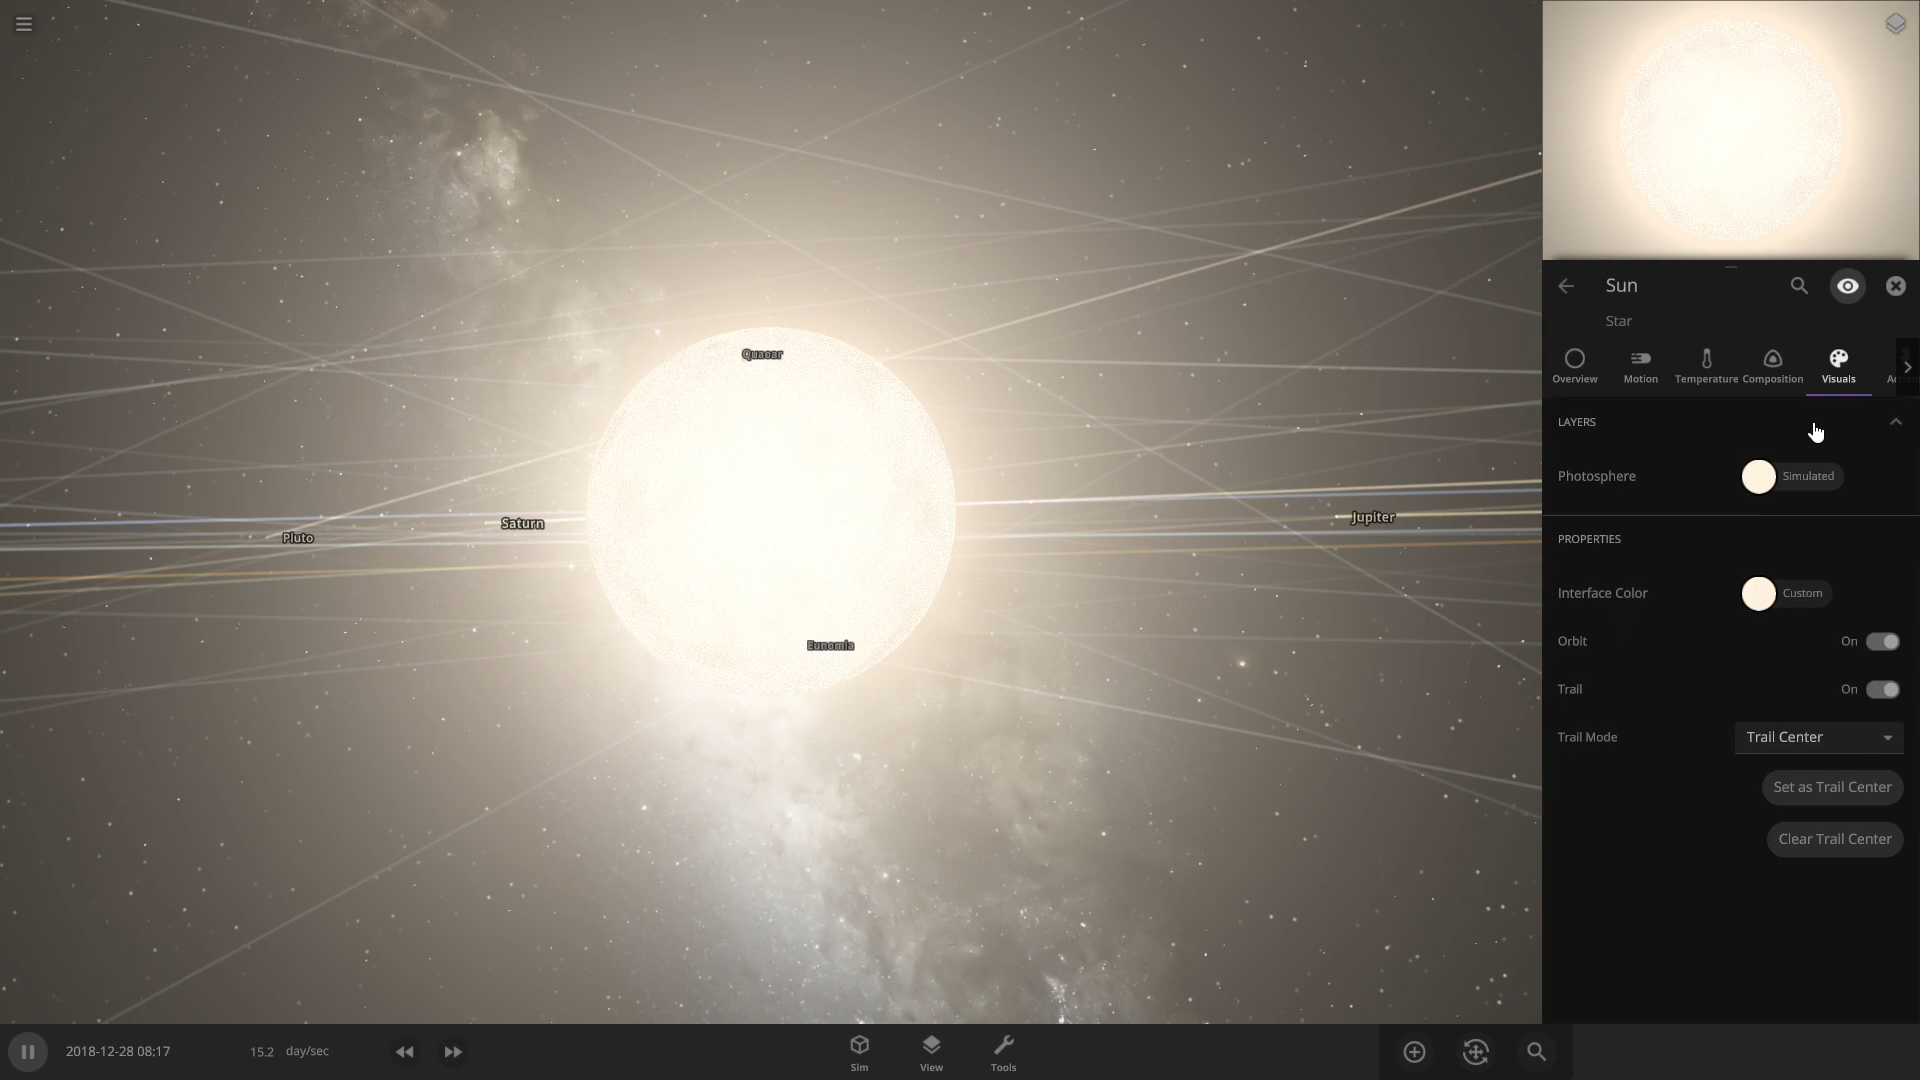 Quaoar
Saturn
Pluto
Jupiter
Eunomia
Sun
Star
Overview
Motion
Temperature
Composition
Visuals
LAYERS
Photosphere Simulated
PROPERTIES
Interface Color Custom
Orbit On
Trail On
Trail Mode Trail Center
Set as Trail Center
Clear Trail Center
2018-12-28 08:17
15.2 day/sec
Sim
View
Tools